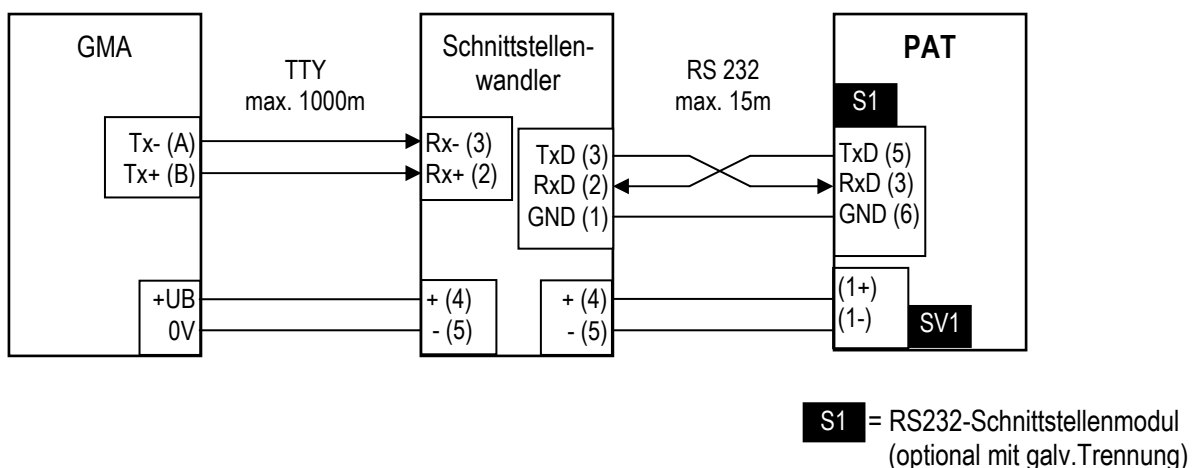 GMA
TTY
max. 1000m
Tx- (A)
Tx+ (B)
+UB
0V
Schnittstellen-
wandler
Rx- (3)
Rx+ (2)
TxD (3)
RxD (2)
GND (1)
+ (4)
- (5)
+ (4)
- (5)
RS 232
max. 15m
PAT
S1
TxD (5)
RxD (3)
GND (6)
(1+)
(1-)
SV1
S1 = RS232-Schnittstellenmodul
(optional mit galv.Trennung)